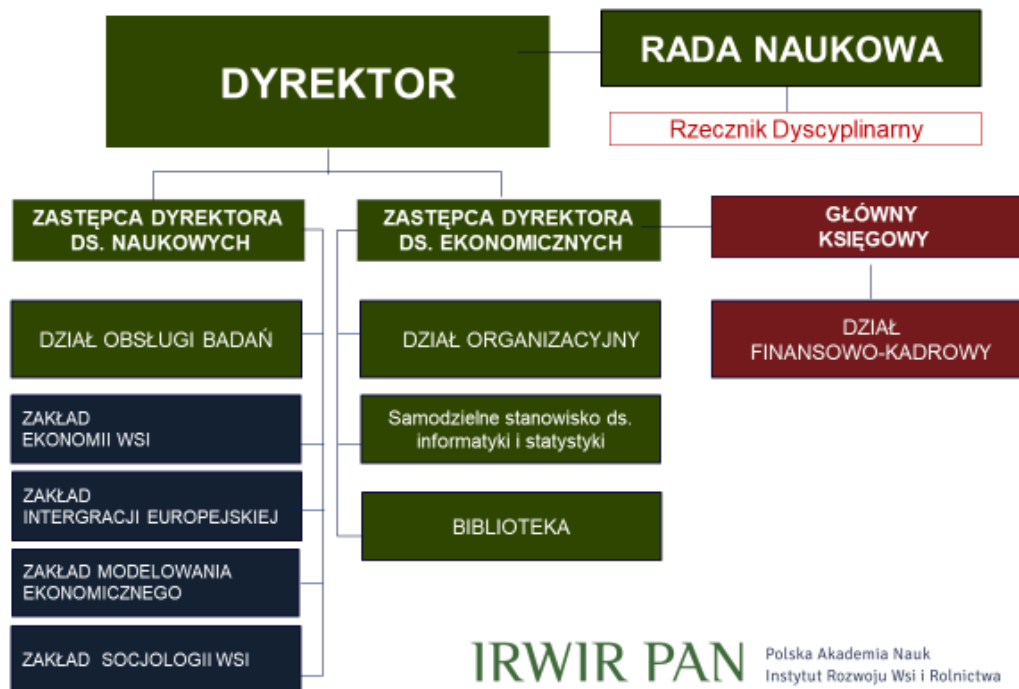 DYREKTOR
RADA NAUKOWA
Rzecznik Dyscyplinarny
ZASTĘPCA DYREKTORA
DS. NAUKOWYCH
ZASTĘPCA DYREKTORA
DS. EKONOMICZNYCH
GŁÓWNY
KSIĘGOWY
DZIAŁ OBSŁUGI BADAŃ
DZIAŁ ORGANIZACYJNY
DZIAŁ
FINANSOWO-KADROWY
ZAKŁAD
EKONOMII WSI
Samodzielne stanowisko ds.
informatyki i statystyki
ZAKŁAD
INTERGRACJI EUROPEJSKIEJ
BIBLIOTEKA
ZAKŁAD MODELOWANIA
EKONOMICZNEGO
ZAKŁAD SOCJOLOGII WSI
IRWIR PAN
Polska Akademia Nauk
Instytut Rozwoju Wsi i Rolnictwa